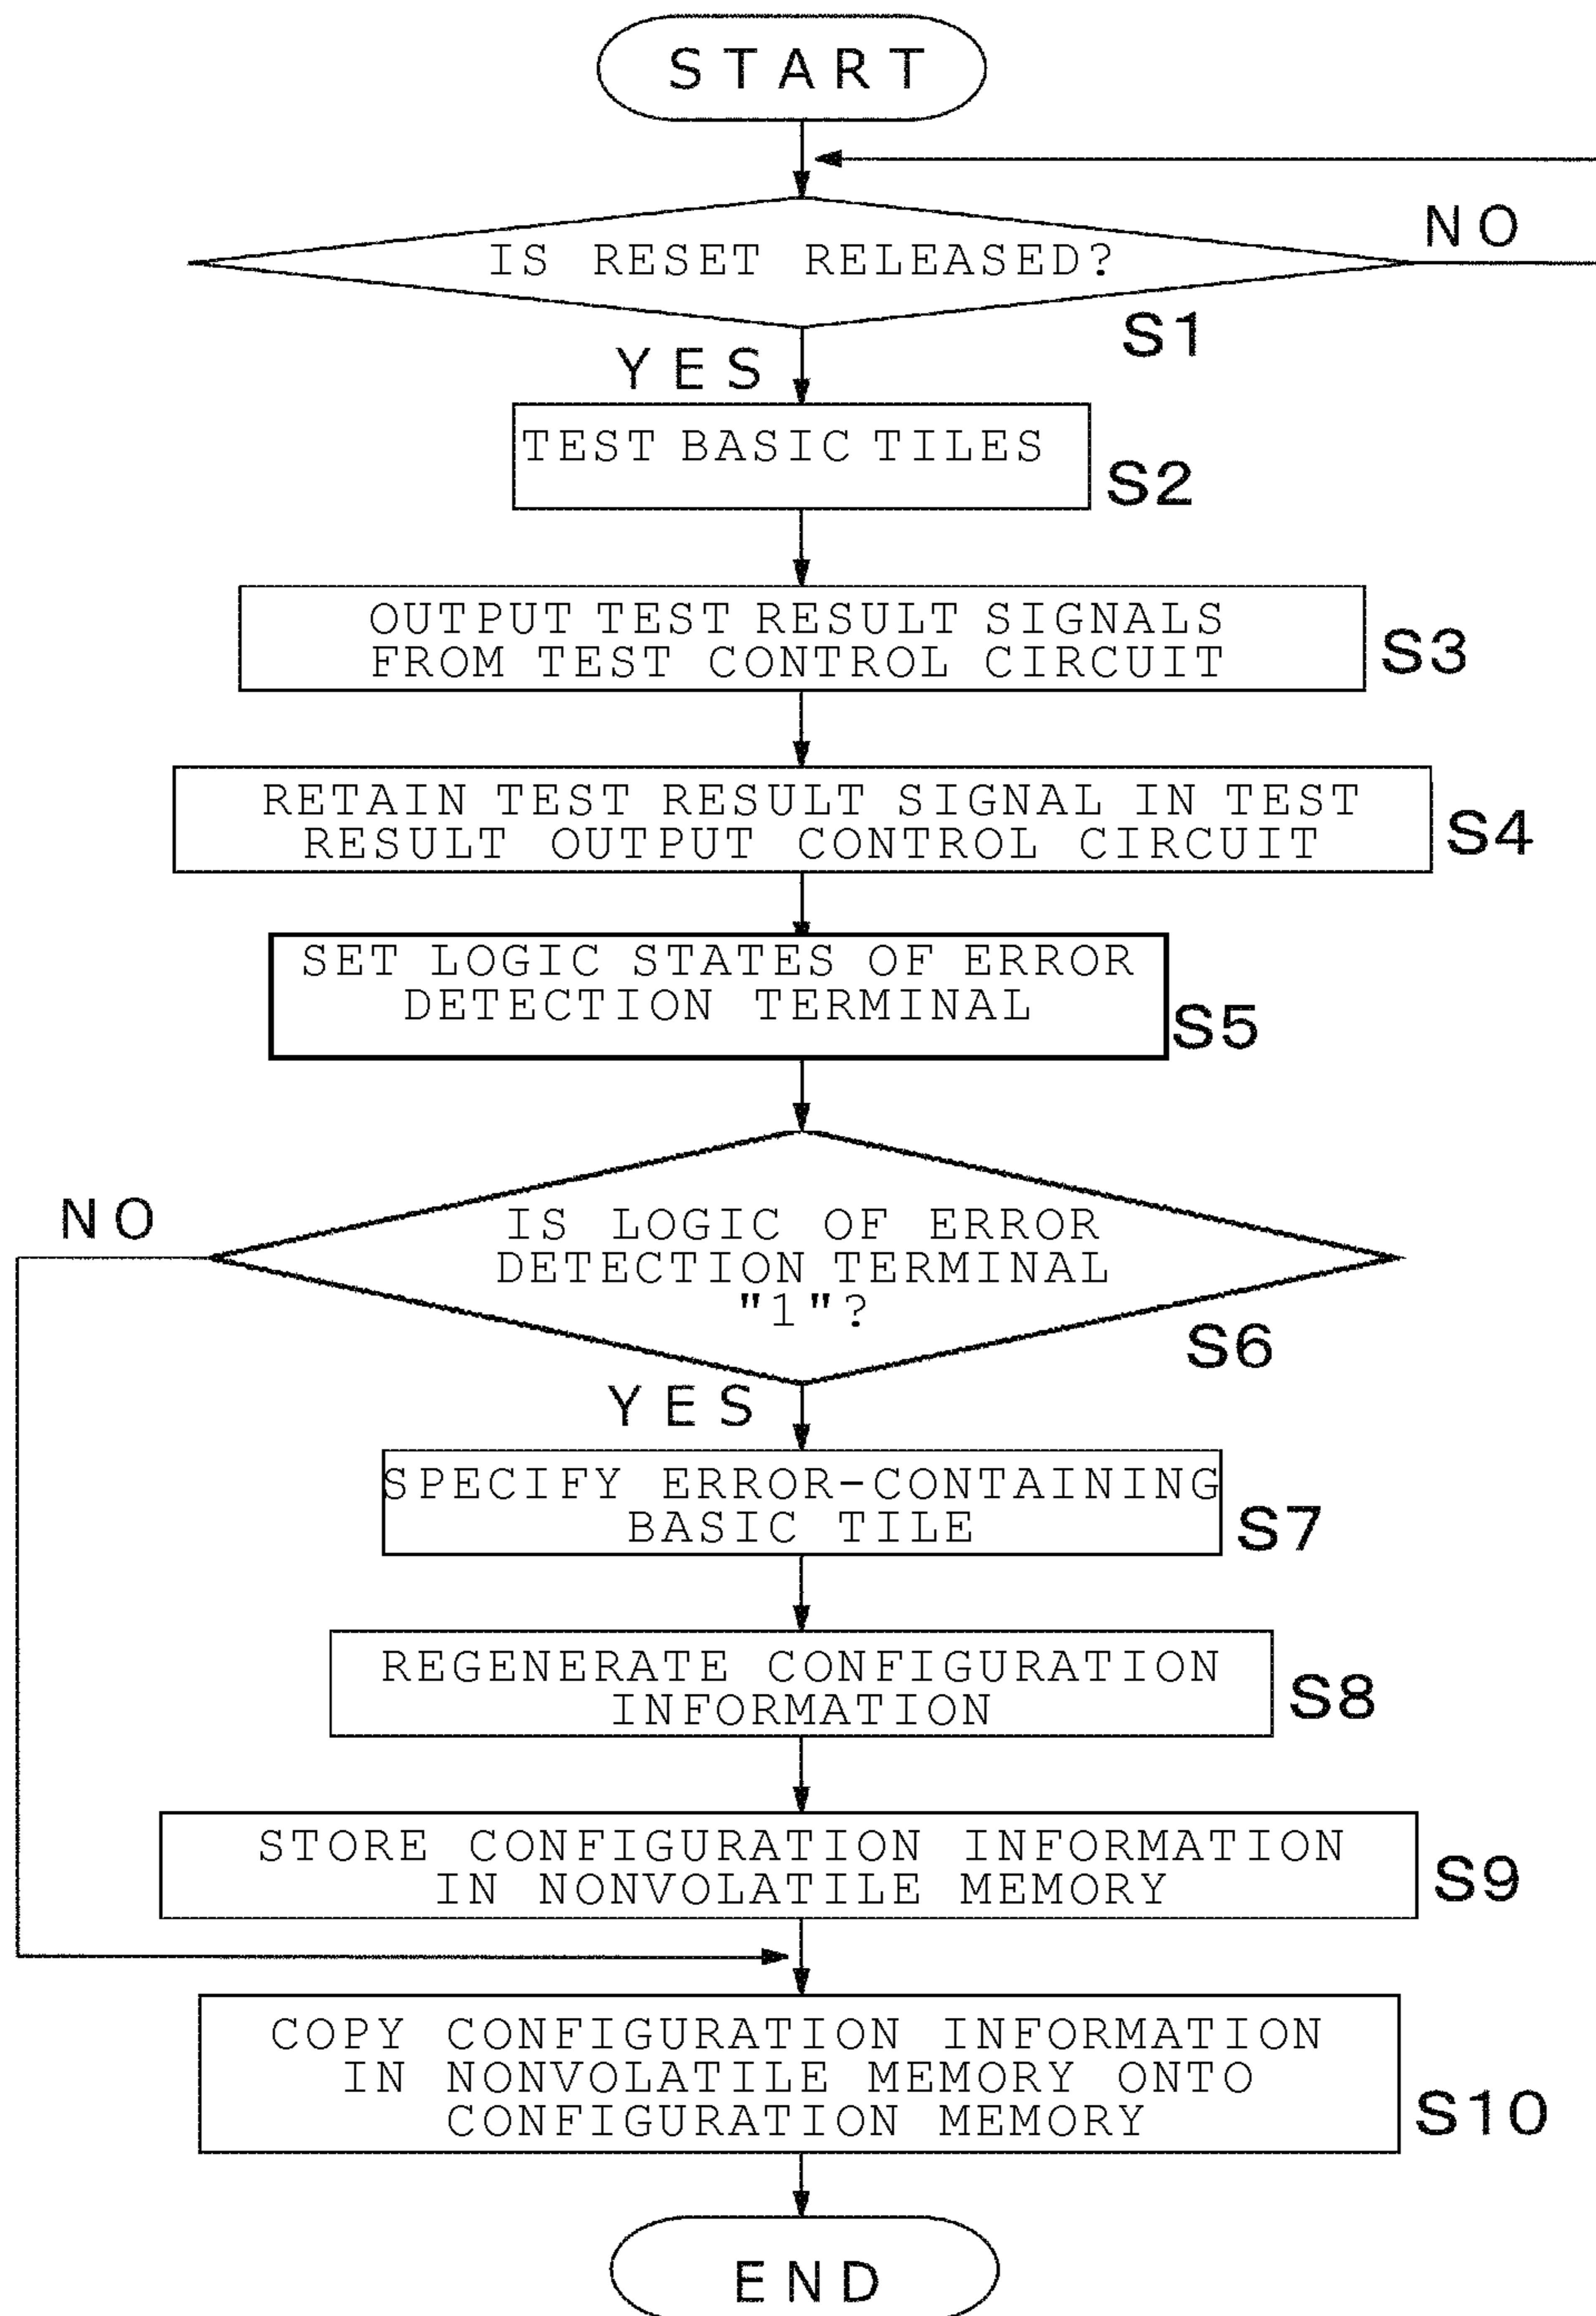 START
IS RESET RELEASED?
NO
S1
YES
TEST BASIC TILES
S2
OUTPUT TEST RESULT SIGNALS
FROM TEST CONTROL CIRCUIT
S3
RETAIN TEST RESULT SIGNAL IN TEST
RESULT OUTPUT CONTROL CIRCUIT
S4
SET LOGIC STATES OF ERROR
DETECTION TERMINAL
S5
NO
IS LOGIC OF ERROR
DETECTION TERMINAL
"1"?
S6
YES
SPECIFY ERROR-CONTAINING
BASIC TILE
S7
REGENERATE CONFIGURATION
INFORMATION
S8
STORE CONFIGURATION INFORMATION
IN NONVOLATILE MEMORY
S9
COPY CONFIGURATION INFORMATION
IN NONVOLATILE MEMORY ONTO
CONFIGURATION MEMORY
S10
END